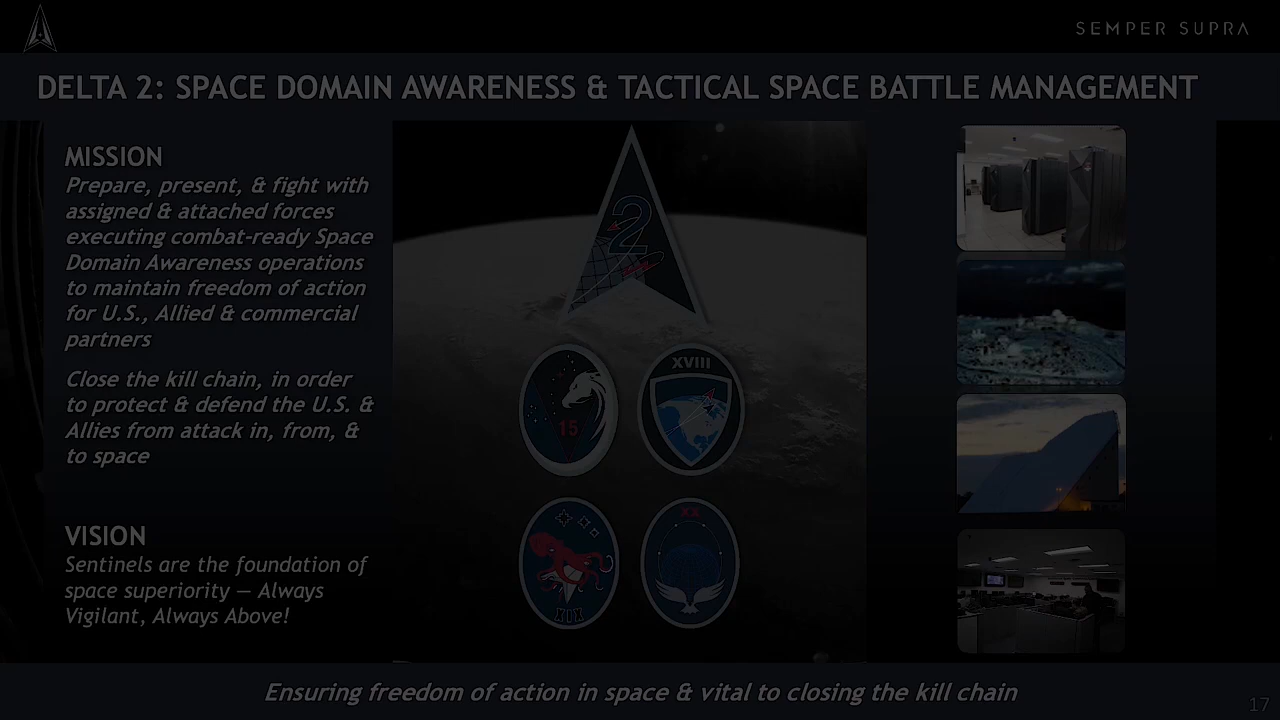 SEMPER SUPRA
DELTA 2: SPACE DOMAIN AWARENESS & TACTICAL SPACE BATTLE MANAGEMENT
MISSION
Prepare, present, & fight with
assigned & attached forces
executing combat-ready Space
Domain Awareness operations
to maintain freedom of action
for U.S., Allied & commercial
partners
Close the kill chain, in order
to protect & defend the U.S. &
Allies from attack in, from, &
to space
VISION
Sentinels are the foundation of
space superiority — Always
Vigilant, Always Above!
2
15
XVIII
XIX
XX
Ensuring freedom of action in space & vital to closing the kill chain
17